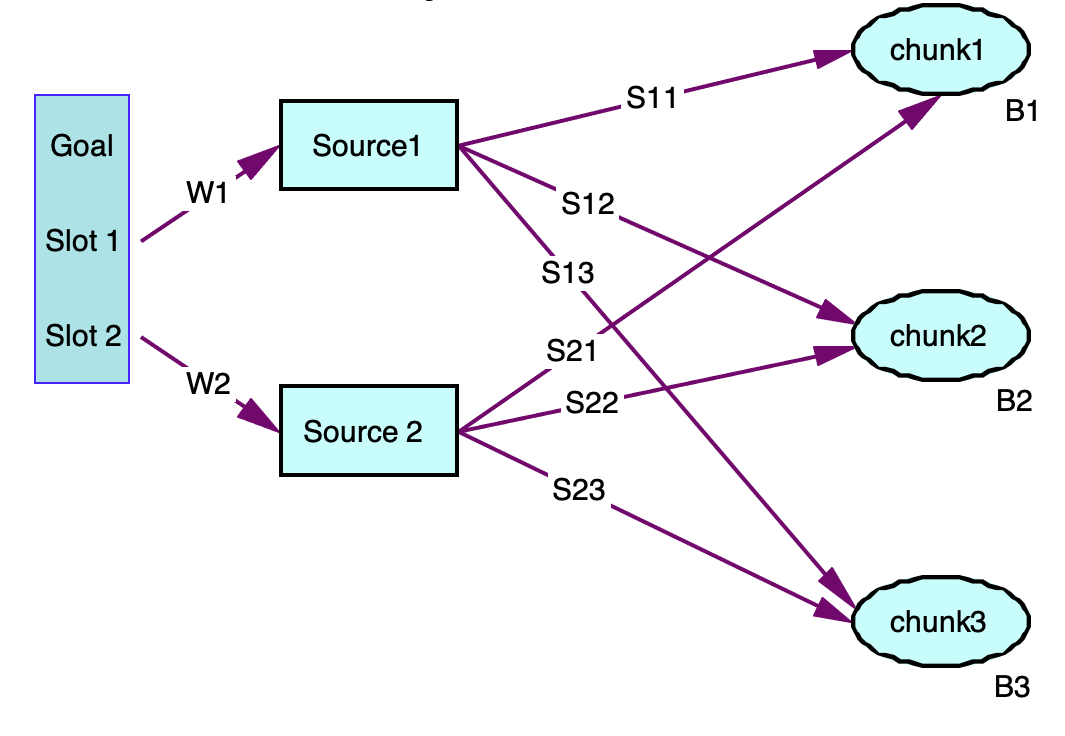 Goal
Slot 1
Slot 2
W1
W2
Source1
Source 2
S11
S12
S13
S21
S22
S23
chunk1
B1
chunk2
B2
chunk3
B3